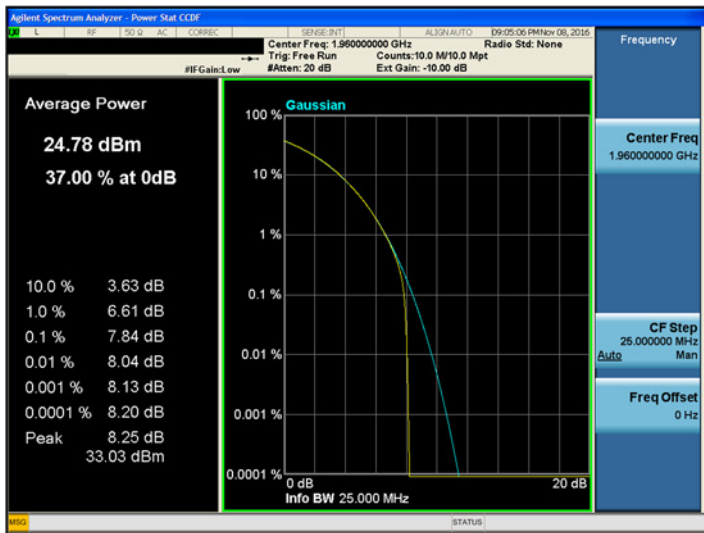 Agilent Spectrum Analyzer - Power Stat CCDF
L RF 50 Ω AC CORREC SENSE:INT ALIGN AUTO 09:05:06 PM Nov 08, 2016
Center Freq: 1.960000000 GHz Radio Std: None
Trig: Free Run Counts:10.0 M/10.0 Mpt
#IFGain:Low #Atten: 20 dB Ext Gain: -10.00 dB
Frequency
Average Power
24.78 dBm
37.00 % at 0dB
10.0 % 3.63 dB
1.0 % 6.61 dB
0.1 % 7.84 dB
0.01 % 8.04 dB
0.001 % 8.13 dB
0.0001 % 8.20 dB
Peak 8.25 dB
33.03 dBm
Gaussian
100 %
10 %
1 %
0.1 %
0.01 %
0.001 %
0.0001 %
0 dB 20 dB
Info BW 25.000 MHz
Center Freq
1.960000000 GHz
CF Step
25.000000 MHz
Auto Man
Freq Offset
0 Hz
MSG STATUS